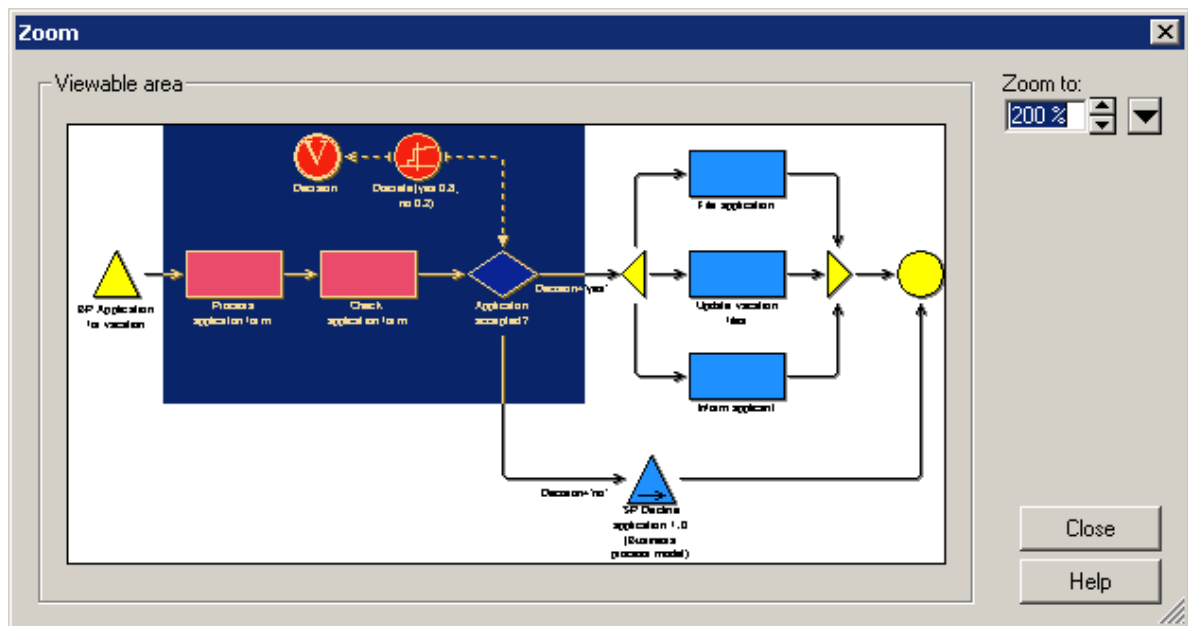 Zoom
Viewable area
Zoom to:
200 %
V
Decision
Discrete(yes 0.8,
no 0.2)
File application
BP Application
for vacation
Process
application form
Check
application form
Application
accepted?
Decision='yes'
Update vacation
files
Inform applicant
Decision='no'
SP Decline
application 1.0
(Business
process model)
Close
Help